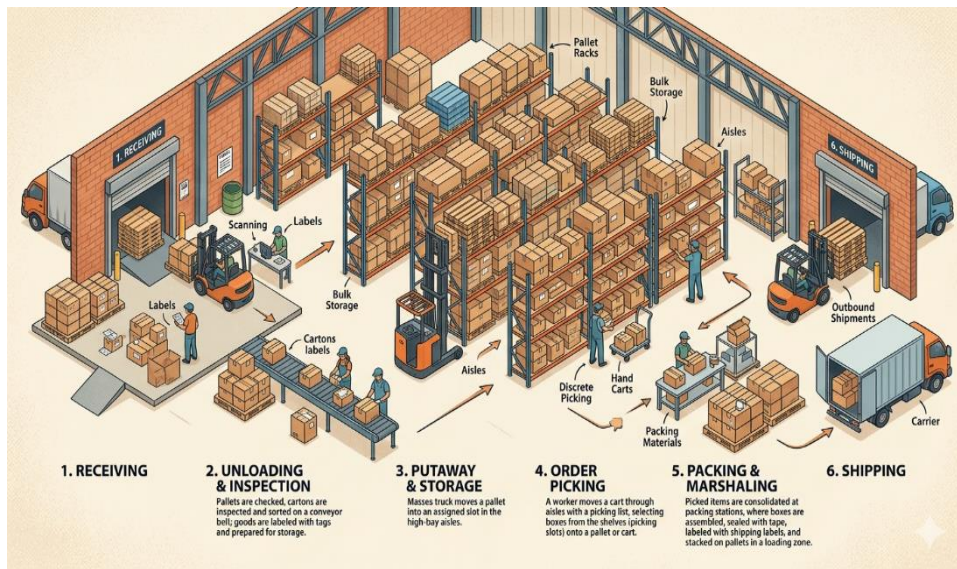 Pallet
Racks
Bulk
Storage
Aisles
1. RECEIVING
6. SHIPPING
Scanning
Labels
Labels
Bulk
Storage
Outbound
Shipments
Cartons
labels
Aisles
Discrete
Picking
Hand
Carts
Packing
Materials
Carrier
1. RECEIVING
2. UNLOADING
& INSPECTION
Pallets are checked, cartons are
inspected and sorted on a conveyor
bell; goods are labeled with tags
and prepared for storage.
3. PUTAWAY
& STORAGE
Masses truck moves a pallet
into an assigned slot in the
high-bay aisles.
4. ORDER
PICKING
A worker moves a cart through
aisles with a picking list, selecting
boxes from the shelves (picking
slots) onto a pallet or cart.
5. PACKING &
MARSHALING
Picked items are consolidated at
packing stations, where boxes are
assembled, sealed with tape,
labeled with shipping labels, and
stacked on pallets in a loading zone.
6. SHIPPING